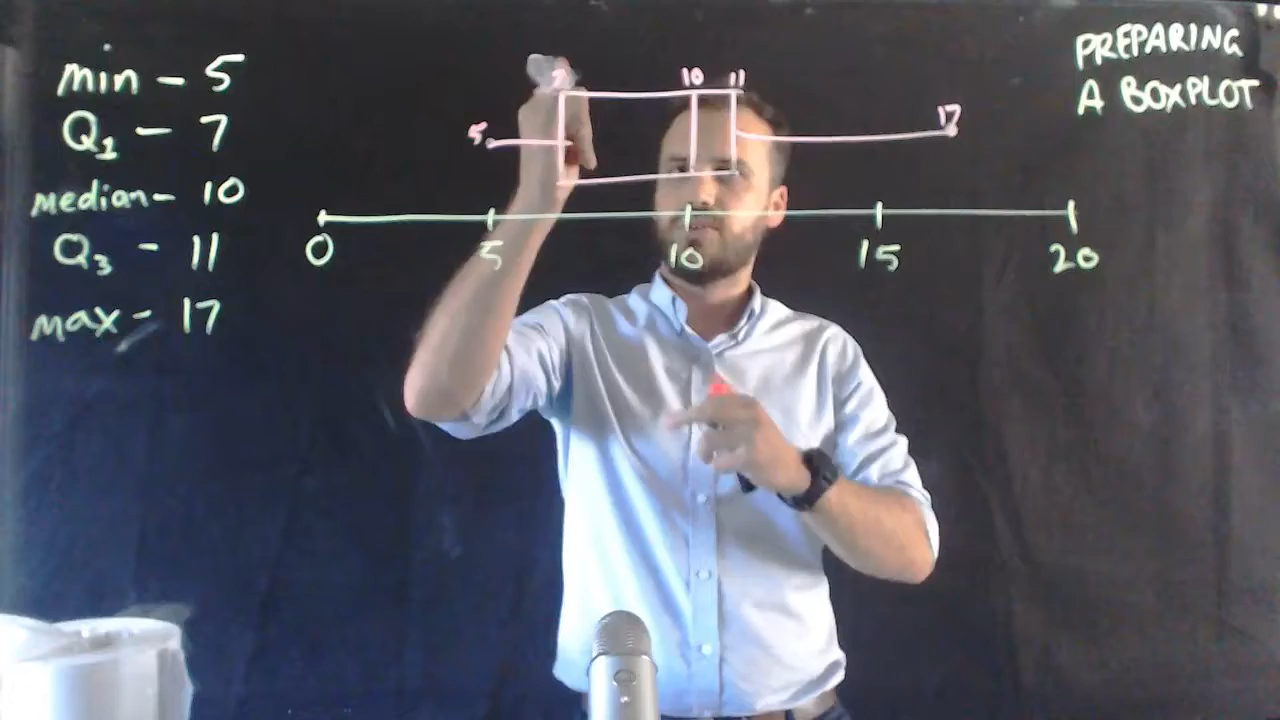 min - 5
Q1 - 7
median - 10
Q3 - 11
max - 17
PREPARING
A BOXPLOT
10 11
5 17
0 5 10 15 20